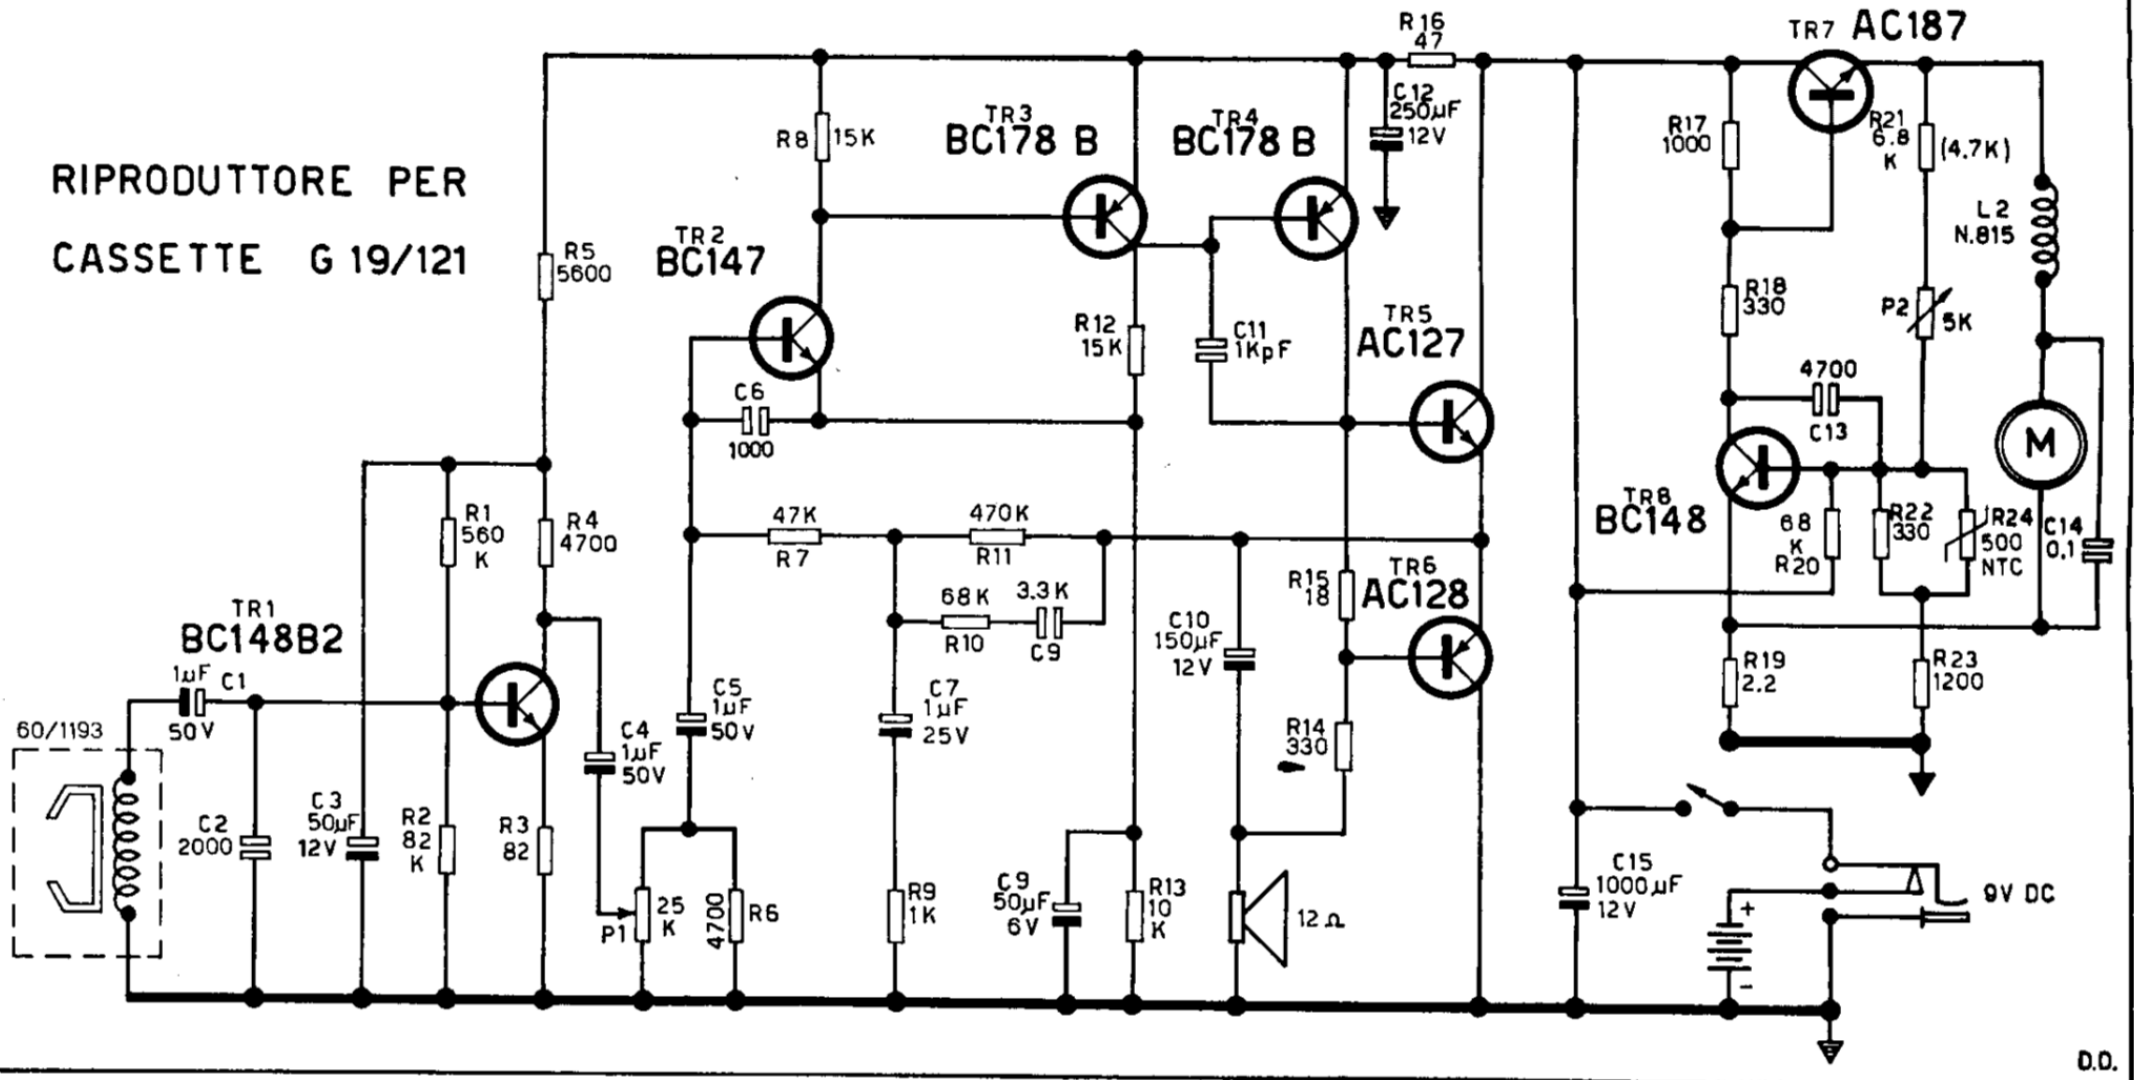 RIPRODUTTORE PER
CASSETTE G 19/121
R16
47
TR7 AC187
C12
250µF
12V
R8 15K
TR3
BC178 B
TR4
BC178 B
R17
1000
R21
6.8
K
(4.7K)
L2
N.815
R5
5600
TR2
BC147
R18
330
P2
5K
R12
15K
C11
1KpF
TR5
AC127
4700
C13
C6
1000
M
R1
560
K
R4
4700
47K
R7
470K
R11
TR8
BC148
68
K
R20
R22
330
R24
500
NTC
C14
0,1
R15
18
TR6
AC128
68K
R10
3.3K
C9
C10
150µF
12V
TR1
BC148B2
1µF C1
50V
60/1193
C5
1µF
50V
C7
1µF
25V
R19
2.2
R23
1200
C4
1µF
50V
R14
330
C2
2000
C3
50µF
12V
R2
82
K
R3
82
P1
25
K
4700
R6
R9
1K
C9
50µF
6V
R13
10
K
12Ω
C15
1000µF
12V
+
-
9V DC
D.D.